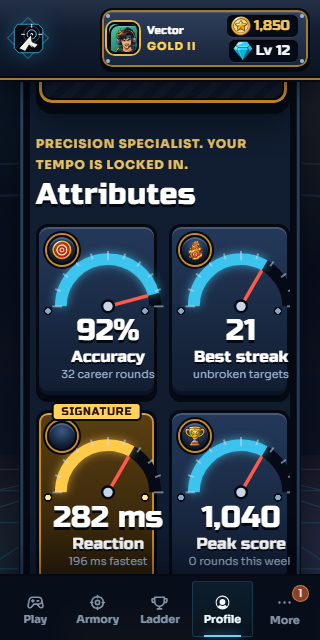 Vector
GOLD II
1,850
Lv 12
PRECISION SPECIALIST. YOUR
TEMPO IS LOCKED IN.
Attributes
92%
Accuracy
32 career rounds
21
Best streak
unbroken targets
SIGNATURE
282 ms
Reaction
196 ms fastest
1,040
Peak score
0 rounds this week
Play
Armory
Ladder
Profile
More
1